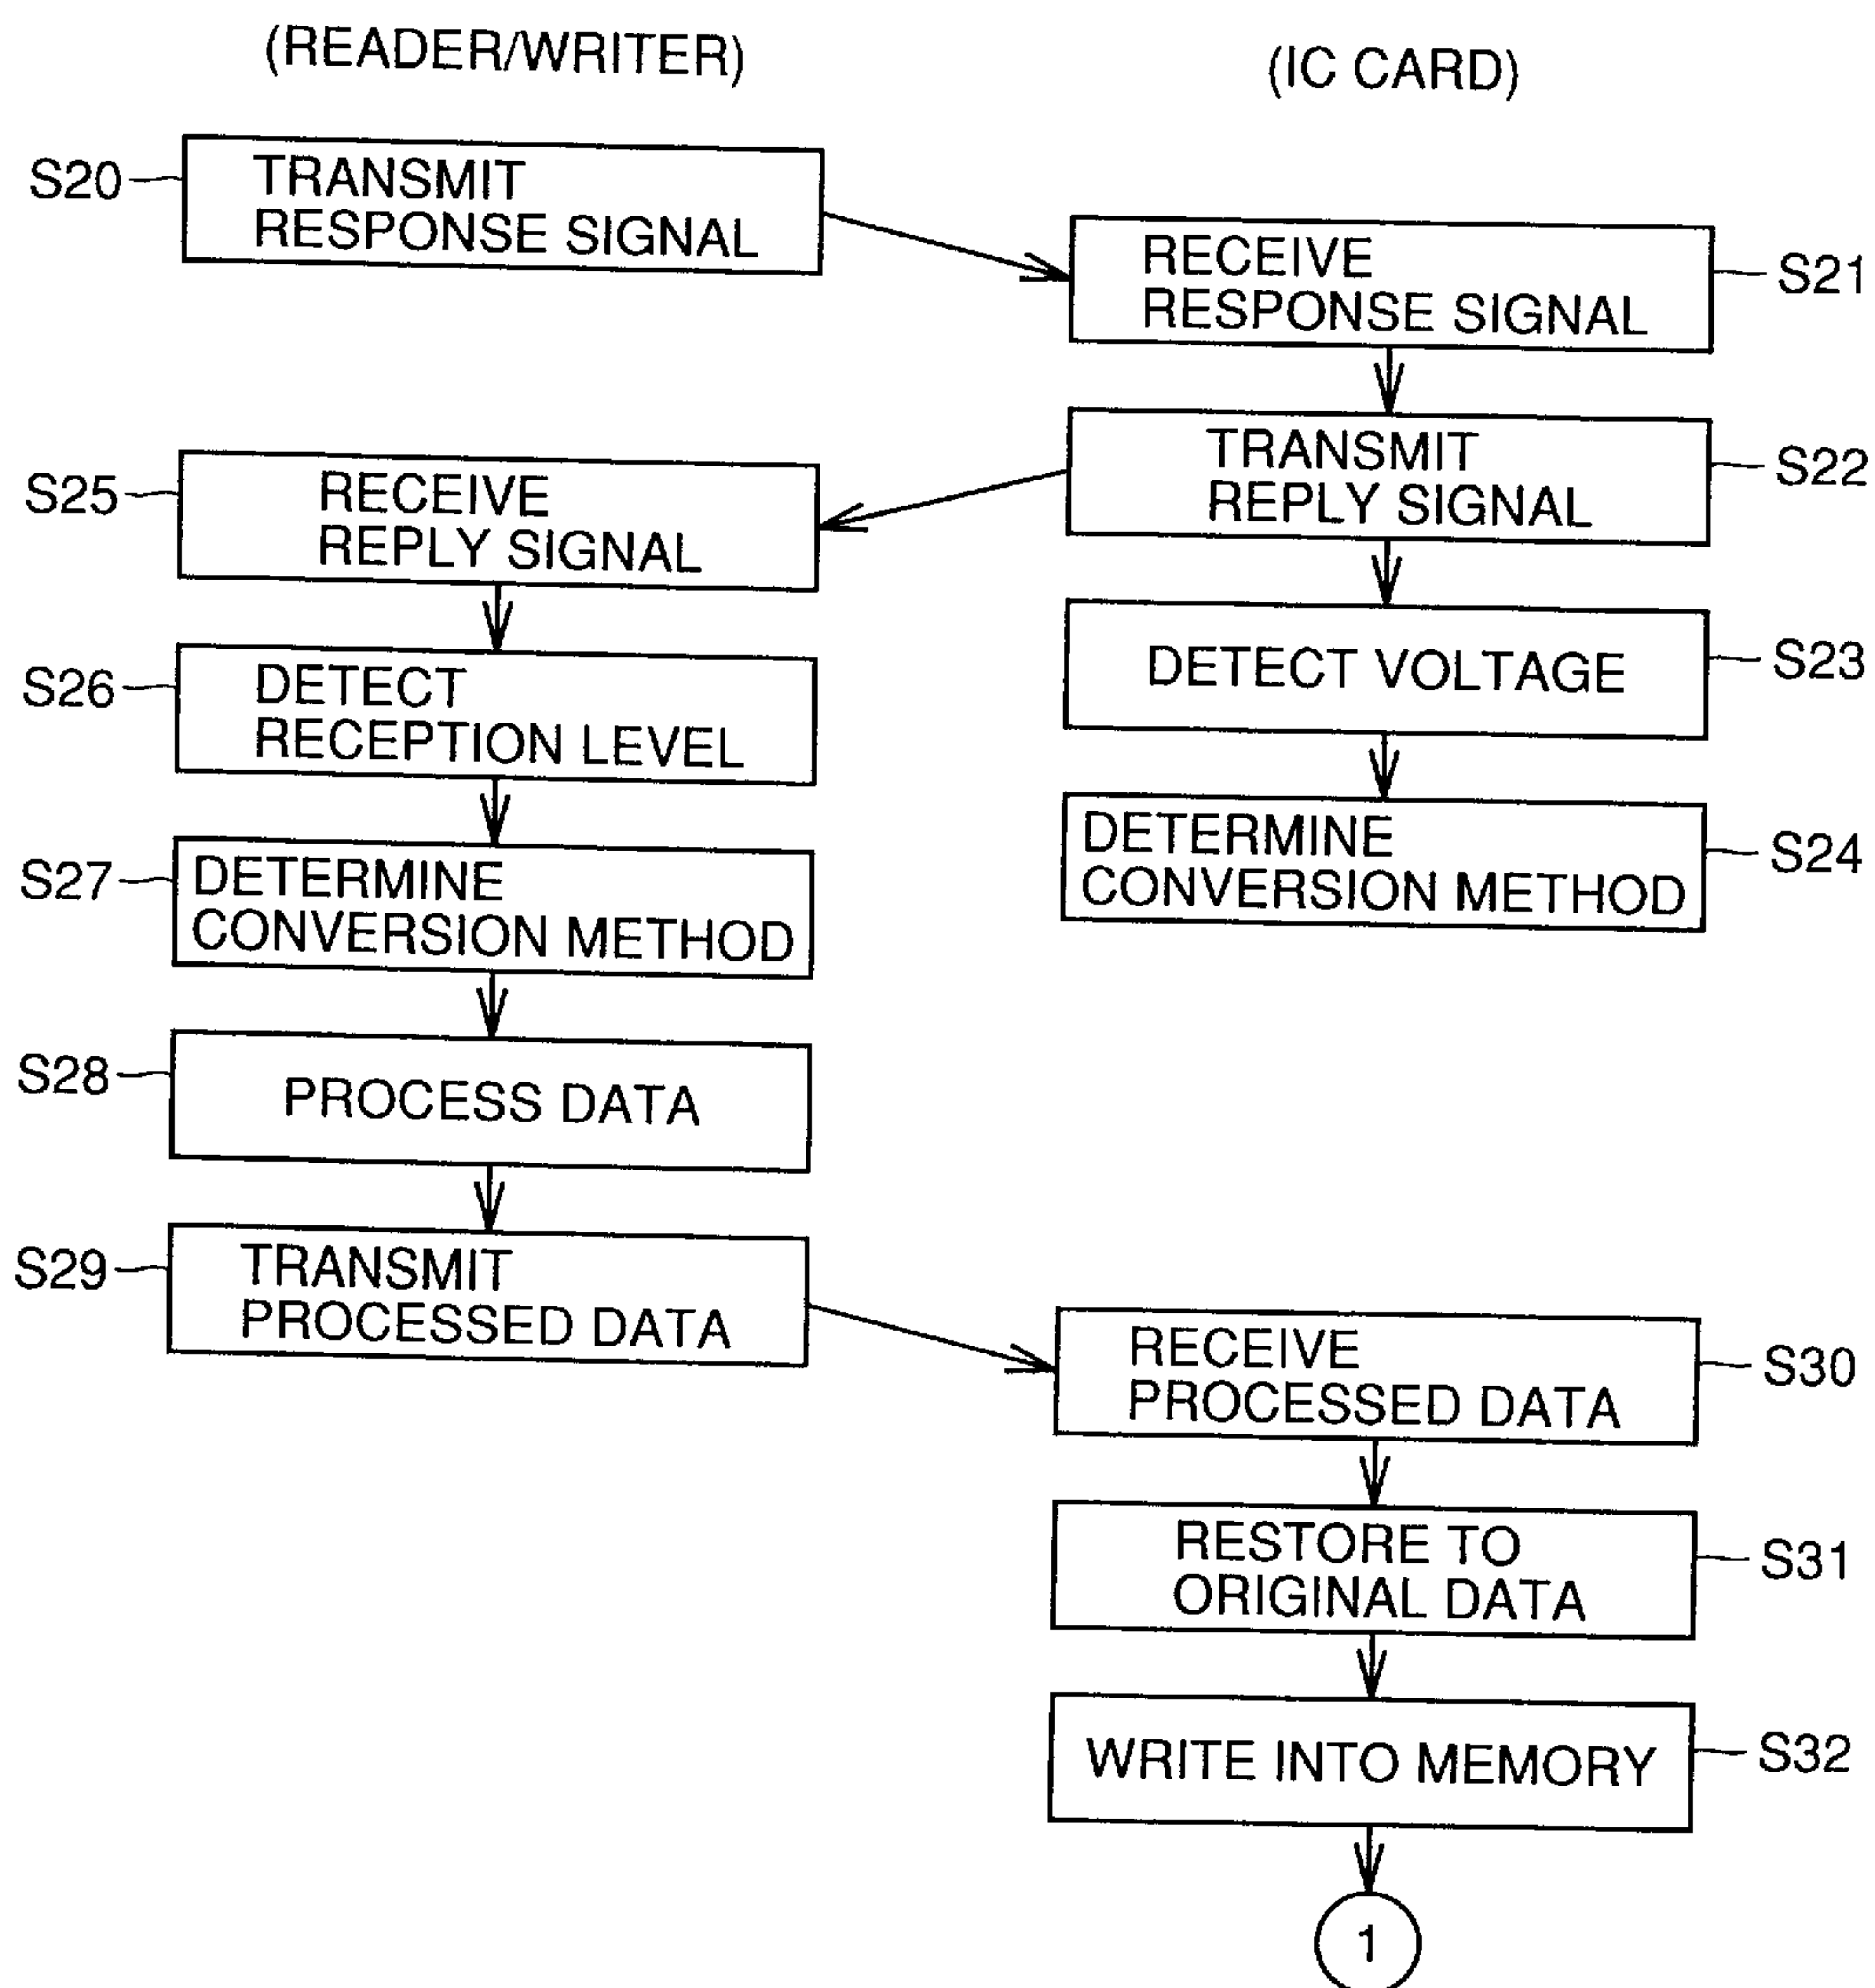 (READER/WRITER)
(IC CARD)
S20
TRANSMIT
RESPONSE SIGNAL
RECEIVE
RESPONSE SIGNAL
S21
TRANSMIT
REPLY SIGNAL
S22
S25
RECEIVE
REPLY SIGNAL
DETECT VOLTAGE
S23
S26
DETECT
RECEPTION LEVEL
DETERMINE
CONVERSION METHOD
S24
S27
DETERMINE
CONVERSION METHOD
S28
PROCESS DATA
S29
TRANSMIT
PROCESSED DATA
RECEIVE
PROCESSED DATA
S30
RESTORE TO
ORIGINAL DATA
S31
WRITE INTO MEMORY
S32
1